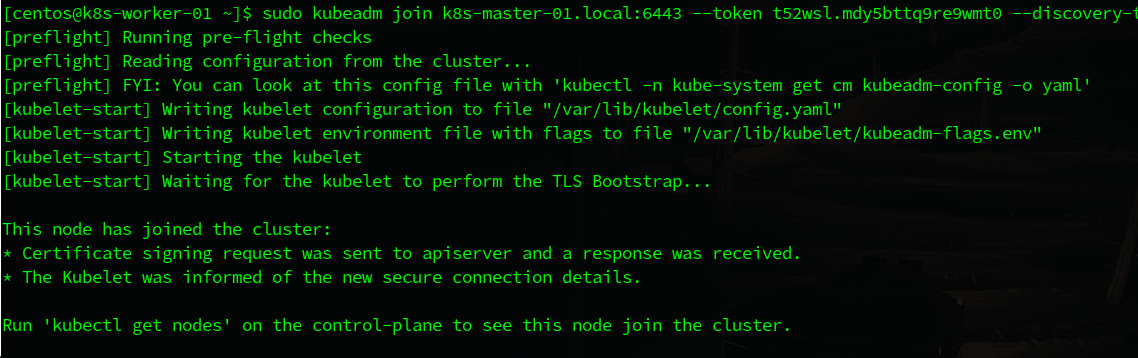 [centos@k8s-worker-01 ~]$ sudo kubeadm join k8s-master-01.local:6443 --token t52wsl.mdy5bttq9re9wmt0 --discovery-t
[preflight] Running pre-flight checks
[preflight] Reading configuration from the cluster...
[preflight] FYI: You can look at this config file with 'kubectl -n kube-system get cm kubeadm-config -o yaml'
[kubelet-start] Writing kubelet configuration to file "/var/lib/kubelet/config.yaml"
[kubelet-start] Writing kubelet environment file with flags to file "/var/lib/kubelet/kubeadm-flags.env"
[kubelet-start] Starting the kubelet
[kubelet-start] Waiting for the kubelet to perform the TLS Bootstrap...
This node has joined the cluster:
* Certificate signing request was sent to apiserver and a response was received.
* The Kubelet was informed of the new secure connection details.
Run 'kubectl get nodes' on the control-plane to see this node join the cluster.